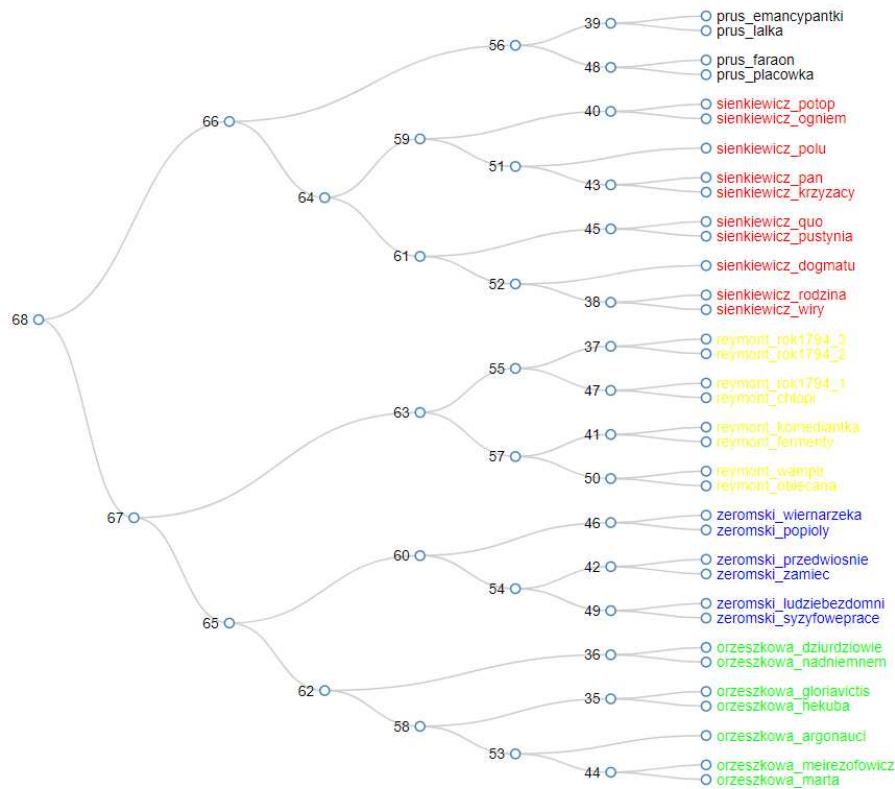 39 prus_emancypantki
56 prus_lalka
48 prus_faraon
prus_placowka
66 40 sienkiewicz_potop
59 sienkiewicz_ogniem
51 sienkiewicz_polu
64 43 sienkiewicz_pan
sienkiewicz_krzyzacy
45 sienkiewicz_quo
61 sienkiewicz_pustynia
52 sienkiewicz_dogmatu
38 sienkiewicz_rodzina
68 sienkiewicz_wiry
37 reymont_rok1794_3
55 reymont_rok1794_2
47 reymont_rok1794_1
63 reymont_chlopi
41 reymont_komediantka
57 reymont_fermenty
50 reymont_wampir
reymont_obiecana
67 46 zeromski_wiernarzeka
60 zeromski_popioly
42 zeromski_przedwiosnie
54 zeromski_zamiec
49 zeromski_ludziebezdomni
65 zeromski_syzyfoweprace
36 orzeszkowa_dziurdziowie
62 orzeszkowa_nadniemnem
35 orzeszkowa_gloriavictis
58 orzeszkowa_hekuba
53 orzeszkowa_argonauci
44 orzeszkowa_meirezofowicz
orzeszkowa_marta